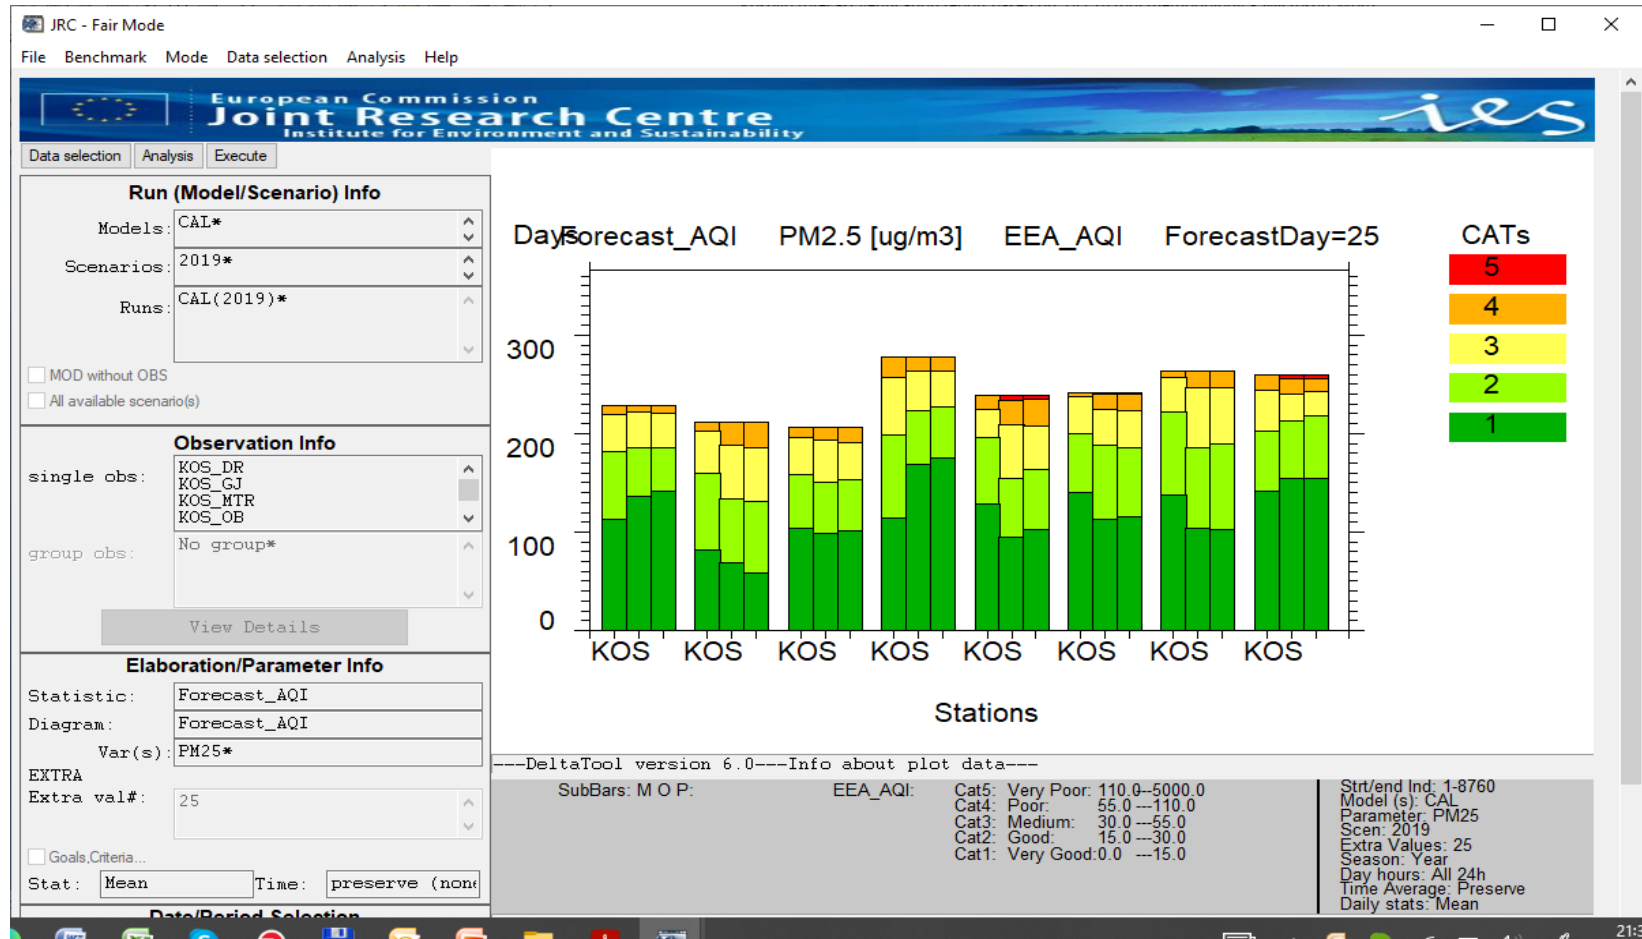 JRC - Fair Mode
File Benchmark Mode Data selection Analysis Help
European Commission
Joint Research Centre
Institute for Environment and Sustainability
ies
Data selection Analysis Execute
Run (Model/Scenario) Info
Models: CAL*
Scenarios: 2019*
Runs: CAL(2019)*
MOD without OBS
All available scenario(s)
Observation Info
single obs: KOS_DR
KOS_GJ
KOS_MTR
KOS_OB
group obs: No group*
View Details
Elaboration/Parameter Info
Statistic: Forecast_AQI
Diagram: Forecast_AQI
Var(s): PM25*
EXTRA
Extra val#: 25
Goals,Criteria...
Stat: Mean Time: preserve (none
Date/Period Selection
Days Forecast_AQI PM2.5 [ug/m3] EEA_AQI ForecastDay=25
CATs
5
4
3
2
1
300
200
100
0
KOS KOS KOS KOS KOS KOS KOS KOS
Stations
---DeltaTool version 6.0---Info about plot data---
SubBars: M O P: EEA_AQI: Cat5: Very Poor: 110.0--5000.0
Cat4: Poor: 55.0 ---110.0
Cat3: Medium: 30.0 ---55.0
Cat2: Good: 15.0 ---30.0
Cat1: Very Good:0.0 ---15.0
Strt/end Ind: 1-8760
Model (s): CAL
Parameter: PM25
Scen: 2019
Extra Values: 25
Season: Year
Day hours: All 24h
Time Average: Preserve
Daily stats: Mean